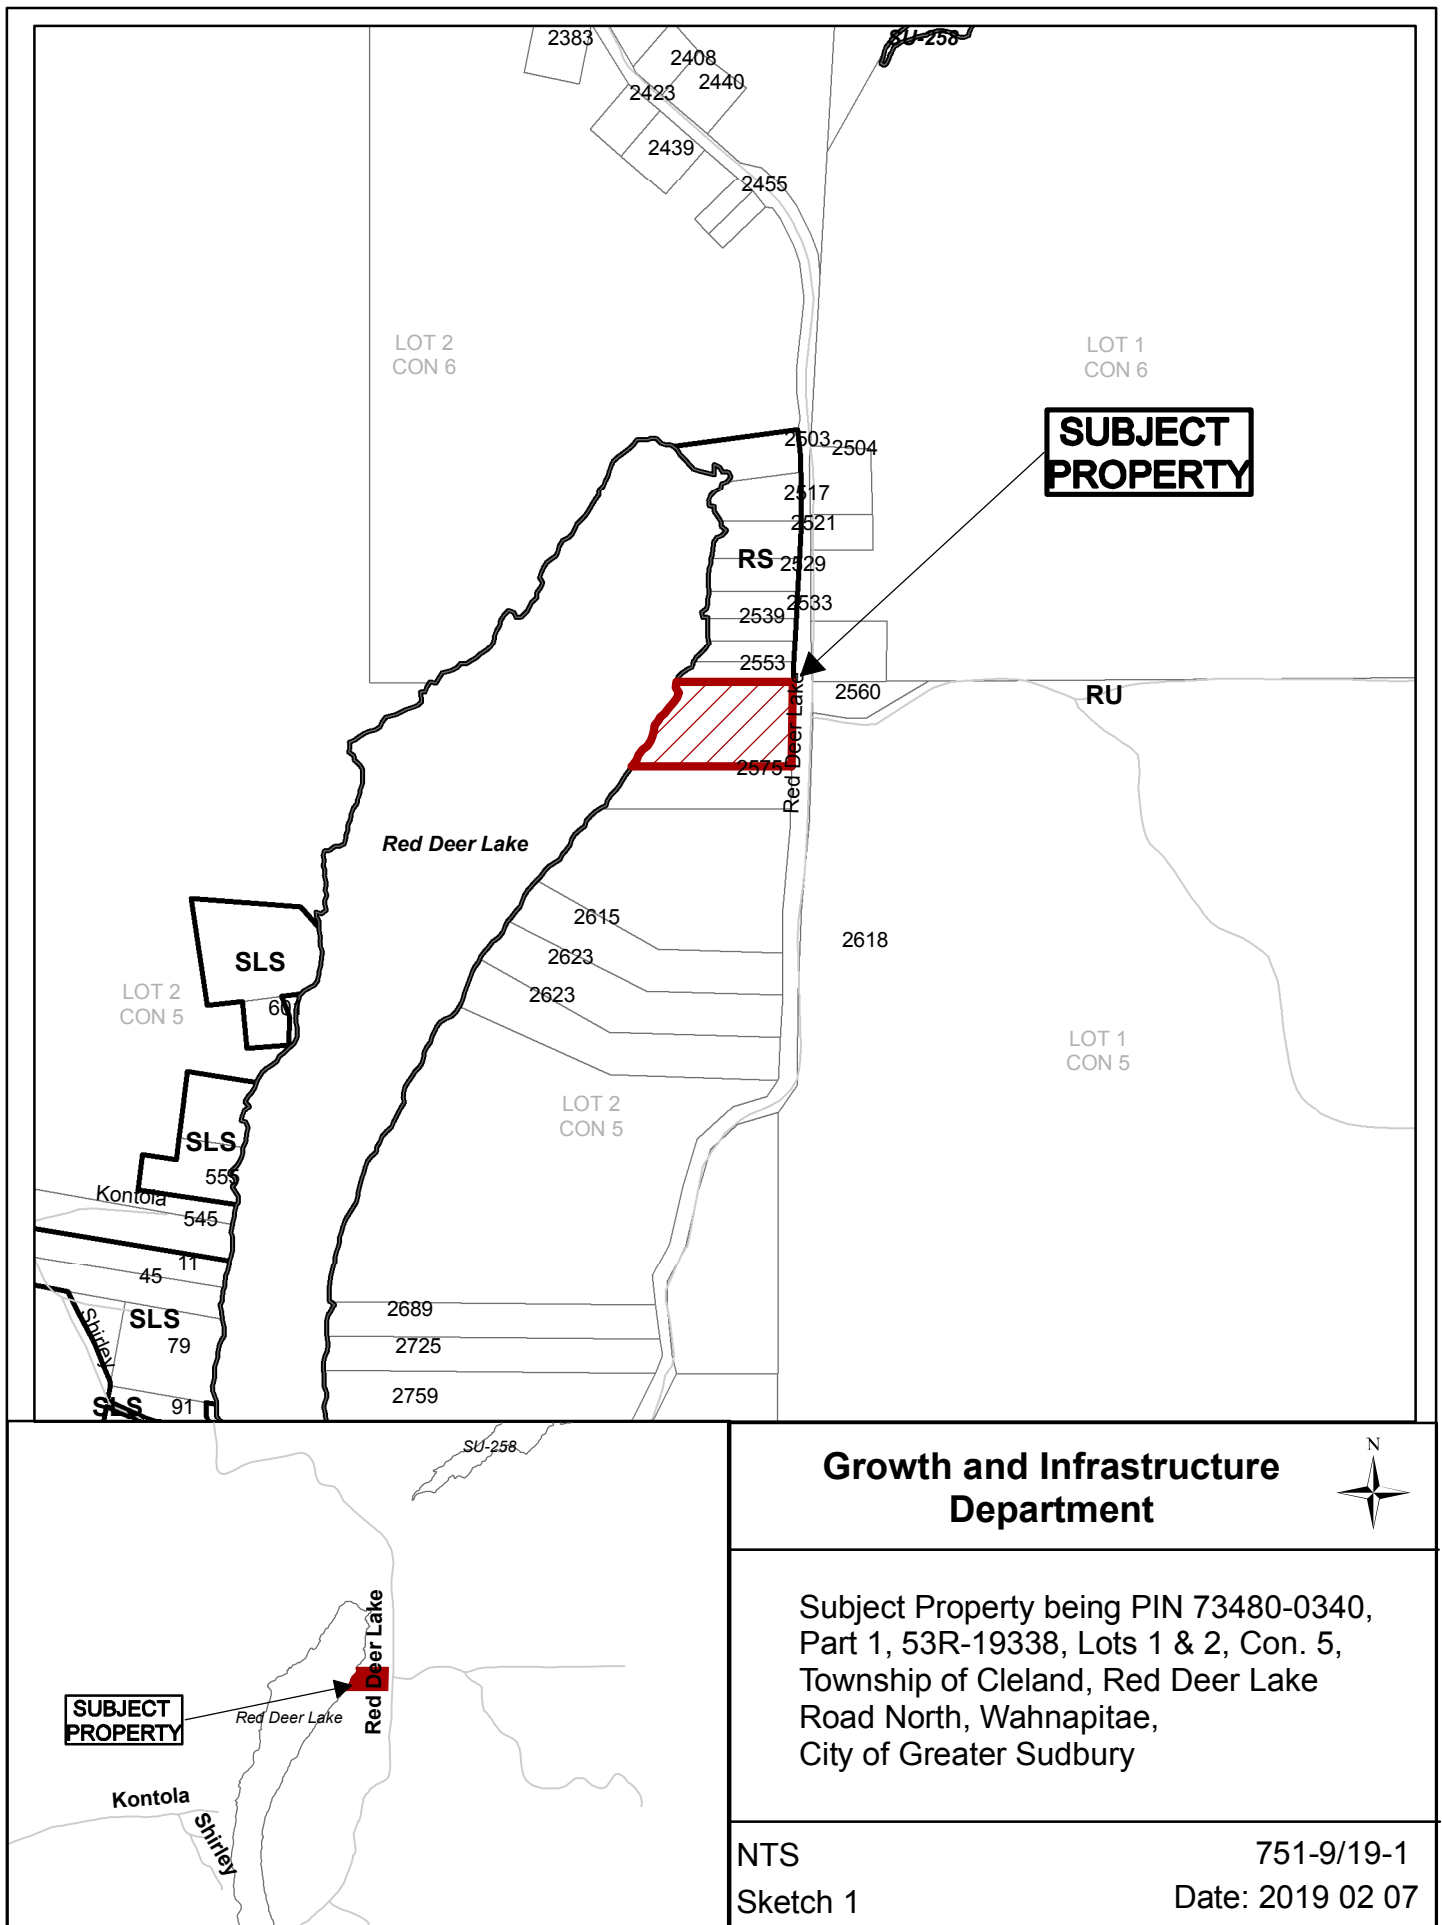 2383
SU-258
2408
2440
2423
2439
2455
LOT 2
CON 6
LOT 1
CON 6
SUBJECT
PROPERTY
2503
2504
2517
2521
RS
2529
2533
2539
2553
2560
RU
Red Deer Lake
2575
Red Deer Lake
2615
2618
2623
SLS
2623
LOT 2
CON 5
60
LOT 1
CON 5
LOT 2
CON 5
SLS
555
Kontola
545
11
45
SLS
Shirley
79
2689
2725
2759
SLS
91
SU-258
Red Deer Lake
SUBJECT
PROPERTY
Red Deer Lake
Kontola
Shirley
Growth and Infrastructure
Department
N
Subject Property being PIN 73480-0340,
Part 1, 53R-19338, Lots 1 & 2, Con. 5,
Township of Cleland, Red Deer Lake
Road North, Wahnapitae,
City of Greater Sudbury
NTS
751-9/19-1
Sketch 1
Date: 2019 02 07